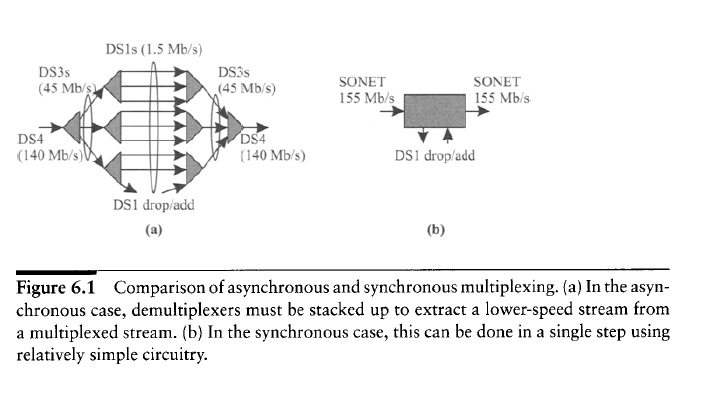 DS1s (1.5 Mb/s)
DS3s
(45 Mb/s)
DS3s
(45 Mb/s)
DS4
(140 Mb/s)
DS4
(140 Mb/s)
DS1 drop/add
(a)
SONET
155 Mb/s
SONET
155 Mb/s
DS1 drop/add
(b)
Figure 6.1 Comparison of asynchronous and synchronous multiplexing. (a) In the asyn-
chronous case, demultiplexers must be stacked up to extract a lower-speed stream from
a multiplexed stream. (b) In the synchronous case, this can be done in a single step using
relatively simple circuitry.